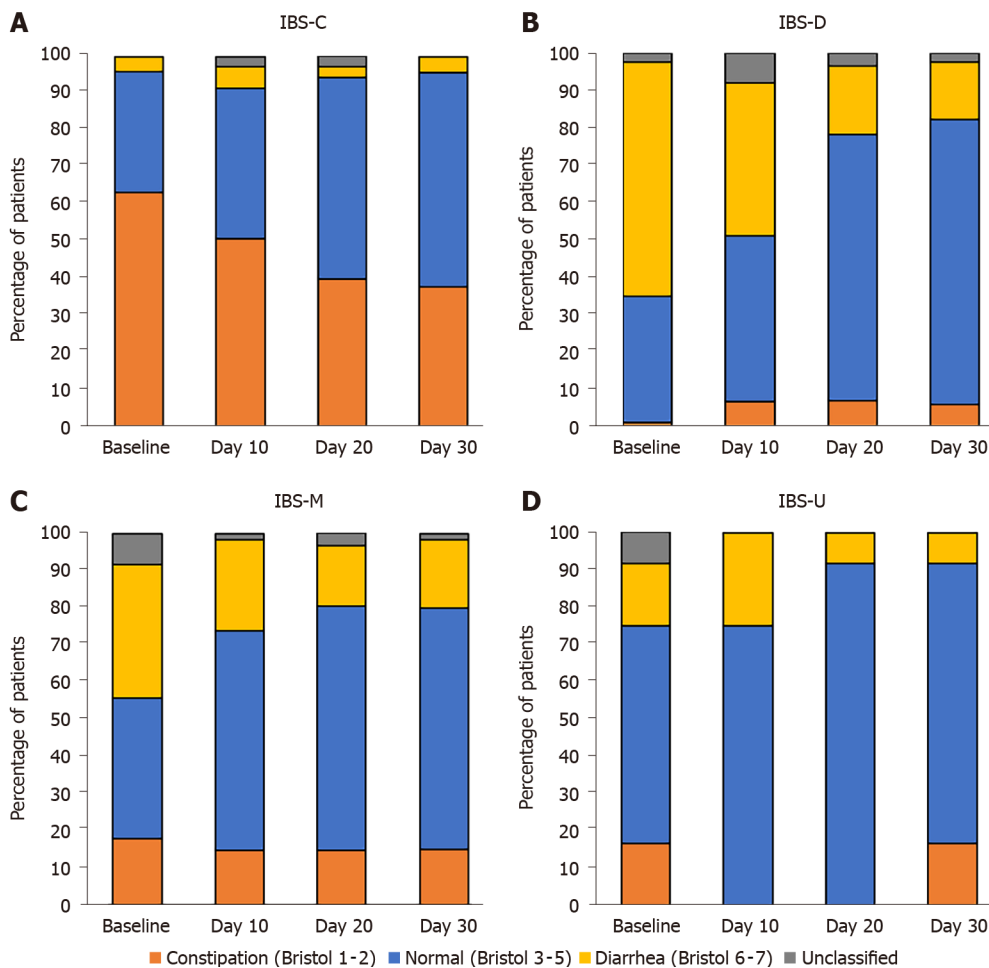 A
IBS-C
Percentage of patients
100
90
80
70
60
50
40
30
20
10
0
Baseline Day 10 Day 20 Day 30
B
IBS-D
Percentage of patients
100
90
80
70
60
50
40
30
20
10
0
Baseline Day 10 Day 20 Day 30
C
IBS-M
Percentage of patients
100
90
80
70
60
50
40
30
20
10
0
Baseline Day 10 Day 20 Day 30
D
IBS-U
Percentage of patients
100
90
80
70
60
50
40
30
20
10
0
Baseline Day 10 Day 20 Day 30
Constipation (Bristol 1-2) Normal (Bristol 3-5) Diarrhea (Bristol 6-7) Unclassified